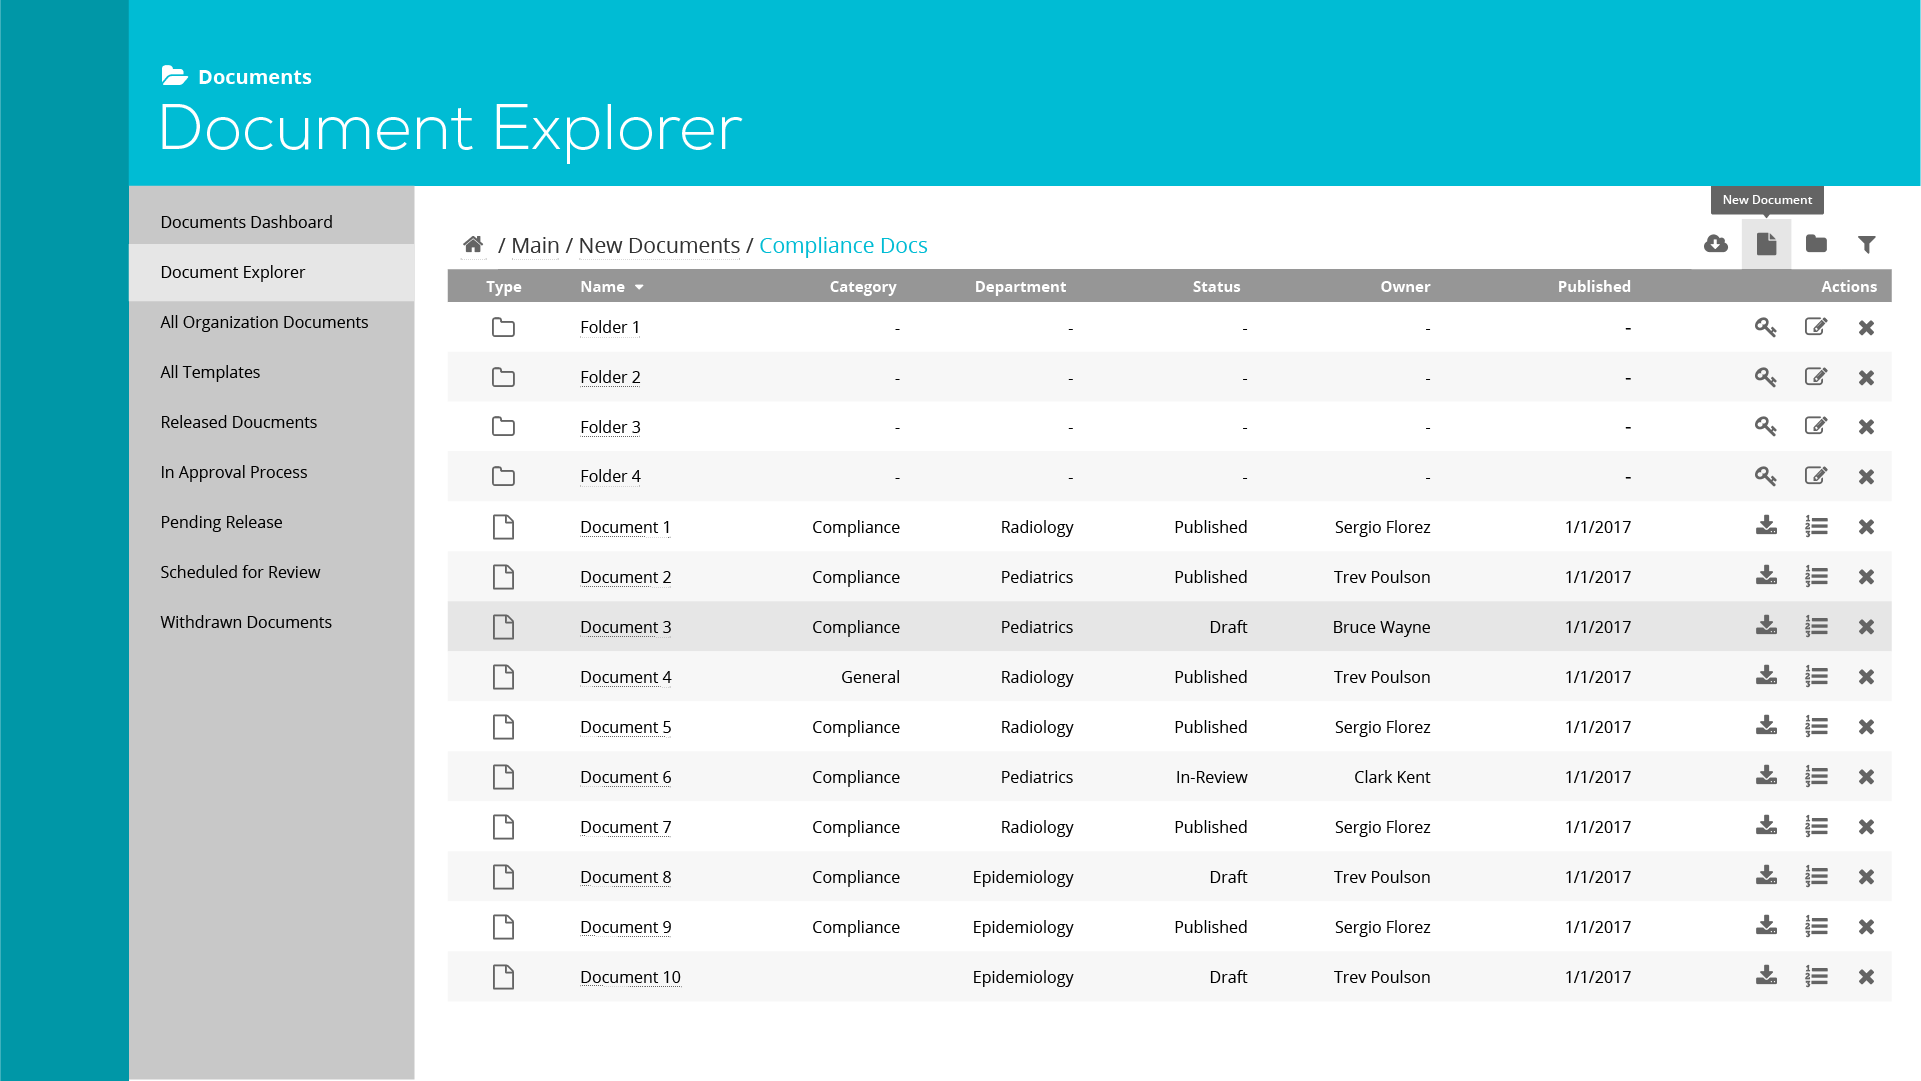 Documents
Document Explorer
Documents Dashboard
Document Explorer
All Organization Documents
All Templates
Released Doucments
In Approval Process
Pending Release
Scheduled for Review
Withdrawn Documents
New Document
/ Main / New Documents / Compliance Docs
Type Name Category Department Status Owner Published Actions
Folder 1 - - - - -
Folder 2 - - - - -
Folder 3 - - - - -
Folder 4 - - - - -
Document 1 Compliance Radiology Published Sergio Florez 1/1/2017
Document 2 Compliance Pediatrics Published Trev Poulson 1/1/2017
Document 3 Compliance Pediatrics Draft Bruce Wayne 1/1/2017
Document 4 General Radiology Published Trev Poulson 1/1/2017
Document 5 Compliance Radiology Published Sergio Florez 1/1/2017
Document 6 Compliance Pediatrics In-Review Clark Kent 1/1/2017
Document 7 Compliance Radiology Published Sergio Florez 1/1/2017
Document 8 Compliance Epidemiology Draft Trev Poulson 1/1/2017
Document 9 Compliance Epidemiology Published Sergio Florez 1/1/2017
Document 10 Epidemiology Draft Trev Poulson 1/1/2017